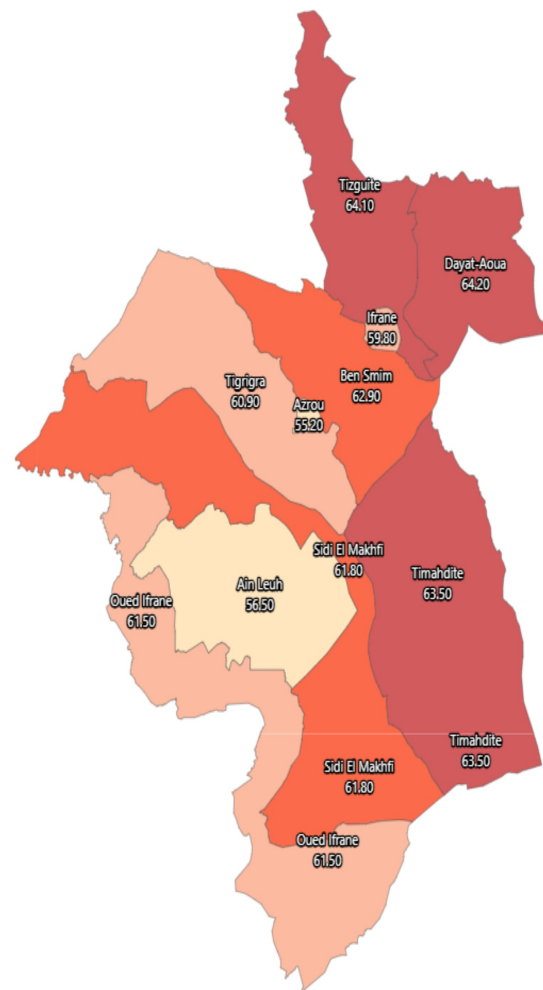 Tizguite
64.10
Dayat-Aoua
64.20
Ifrane
59.80
Ben Smim
62.90
Tigrigra
60.90
Azrou
55.20
Sidi El Makhfi
61.80
Timahdite
63.50
Ain Leuh
56.50
Oued Ifrane
61.50
Timahdite
63.50
Sidi El Makhfi
61.80
Oued Ifrane
61.50